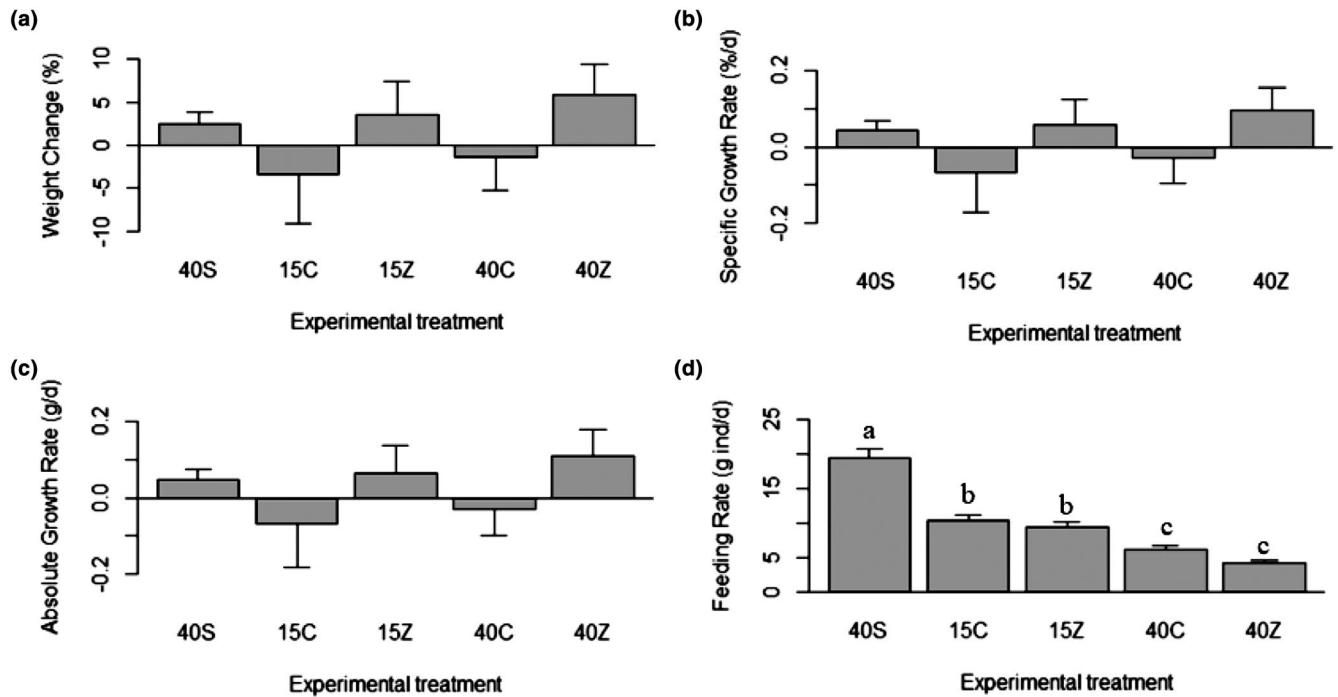 (a)
Weight Change (%)
10
5
0
-5
-10
40S 15C 15Z 40C 40Z
Experimental treatment
(b)
Specific Growth Rate (%/d)
0.2
0.0
-0.2
40S 15C 15Z 40C 40Z
Experimental treatment
(c)
Absolute Growth Rate (g/d)
0.2
0.0
-0.2
40S 15C 15Z 40C 40Z
Experimental treatment
(d)
Feeding Rate (g ind/d)
25
15
5
0
a
b b
c c
40S 15C 15Z 40C 40Z
Experimental treatment